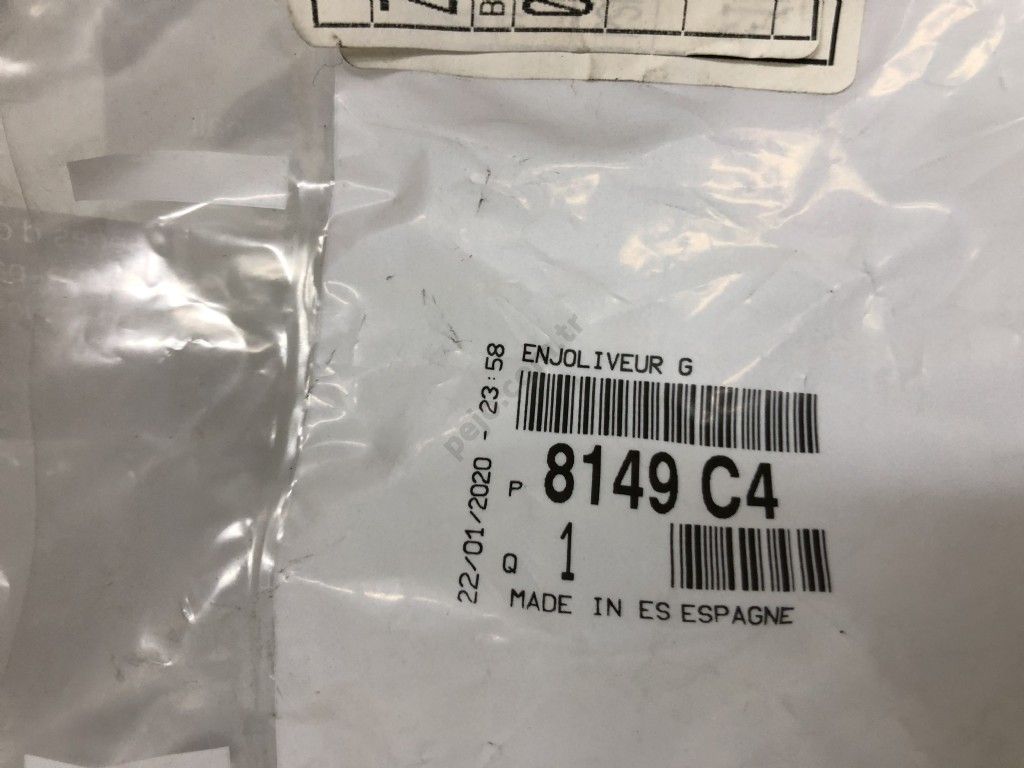 ENJOLIVEUR G
P 8149 C4
Q 1
MADE IN ES ESPAGNE
22/01/2020 - 23:58